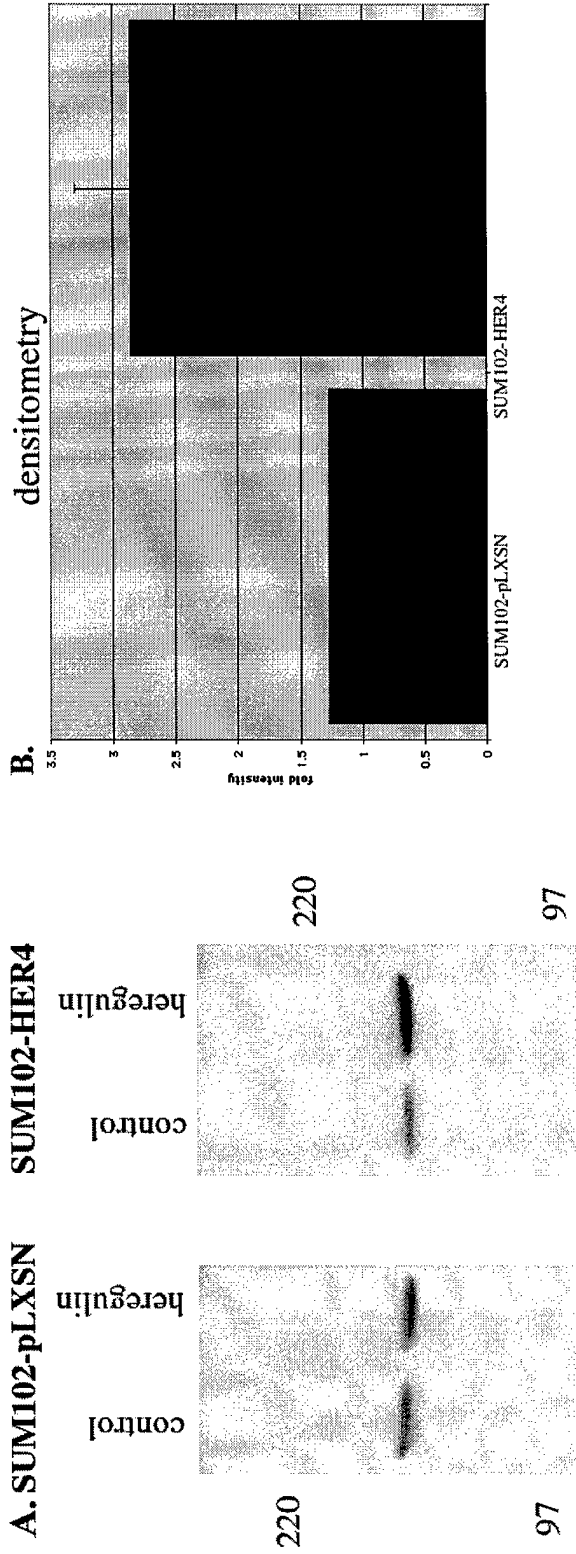 A. SUM102-pLXSN
SUM102-HER4
control
heregulin
control
heregulin
220
97
220
97
B.
densitometry
fold intensity
3.5
3
2.5
2
1.5
1
0.5
0
SUM102-pLXSN
SUM102-HER4